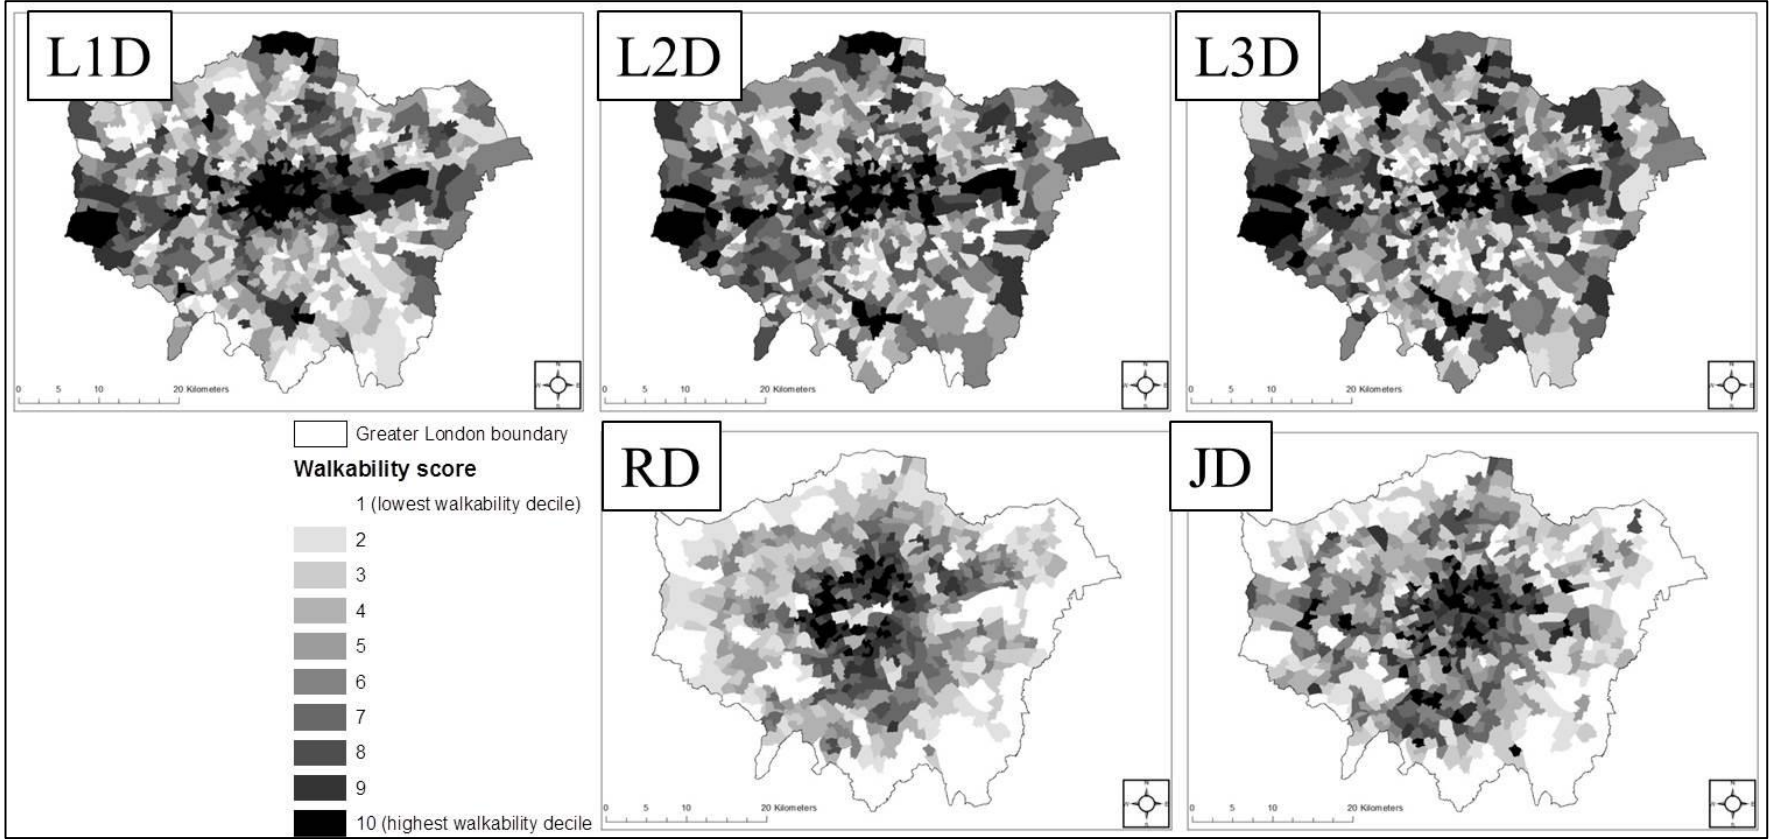 L1D
L2D
L3D
0 5 10 20 Kilometers
0 5 10 20 Kilometers
0 5 10 20 Kilometers
Greater London boundary
Walkability score
1 (lowest walkability decile)
2
3
4
5
6
7
8
9
10 (highest walkability decile
RD
JD
0 5 10 20 Kilometers
0 5 10 20 Kilometers